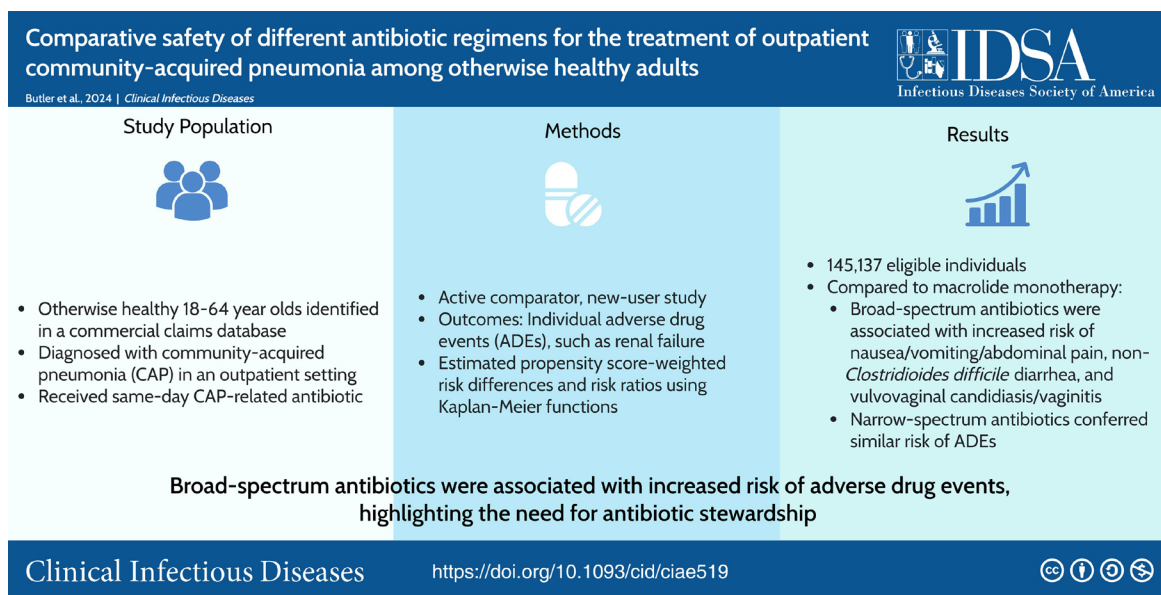 Comparative safety of different antibiotic regimens for the treatment of outpatient
community-acquired pneumonia among otherwise healthy adults
Butler et al., 2024 | Clinical Infectious Diseases
IDSA
Infectious Diseases Society of America
Study Population
• Otherwise healthy 18-64 year olds identified
in a commercial claims database
• Diagnosed with community-acquired
pneumonia (CAP) in an outpatient setting
• Received same-day CAP-related antibiotic
Methods
• Active comparator, new-user study
• Outcomes: Individual adverse drug
events (ADEs), such as renal failure
• Estimated propensity score-weighted
risk differences and risk ratios using
Kaplan-Meier functions
Results
• 145,137 eligible individuals
• Compared to macrolide monotherapy:
• Broad-spectrum antibiotics were
associated with increased risk of
nausea/vomiting/abdominal pain, non-
Clostridioides difficile diarrhea, and
vulvovaginal candidiasis/vaginitis
• Narrow-spectrum antibiotics conferred
similar risk of ADEs
Broad-spectrum antibiotics were associated with increased risk of adverse drug events,
highlighting the need for antibiotic stewardship
Clinical Infectious Diseases
https://doi.org/10.1093/cid/ciae519
cc